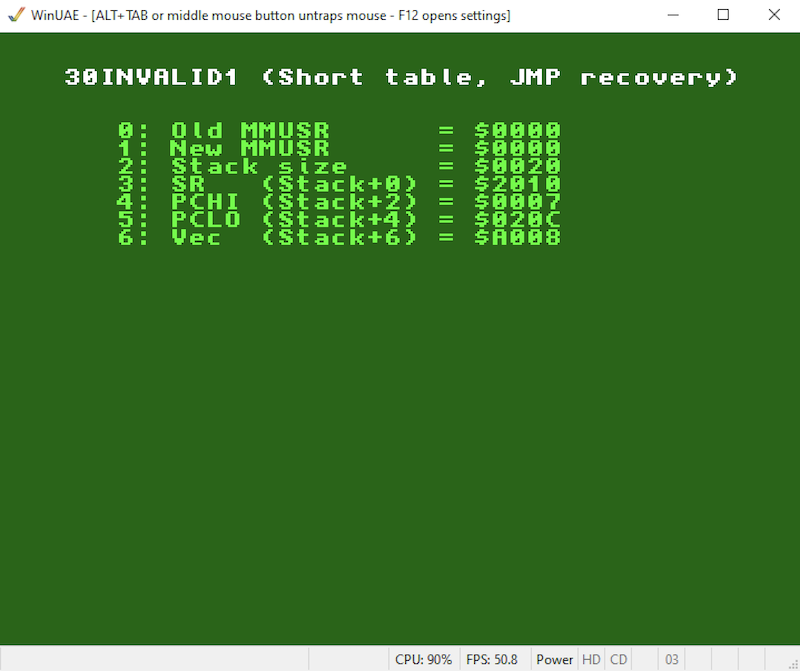 WinUAE - [ALT+TAB or middle mouse button untraps mouse - F12 opens settings]
30INVALID1 (Short table, JMP recovery)
0: Old MMUSR = $0000
1: New MMUSR = $0000
2: Stack size = $0020
3: SR (Stack+0) = $2010
4: PCHI (Stack+2) = $0007
5: PCLO (Stack+4) = $020C
6: Vec (Stack+6) = $A008
CPU: 90% FPS: 50.8 Power HD CD 03